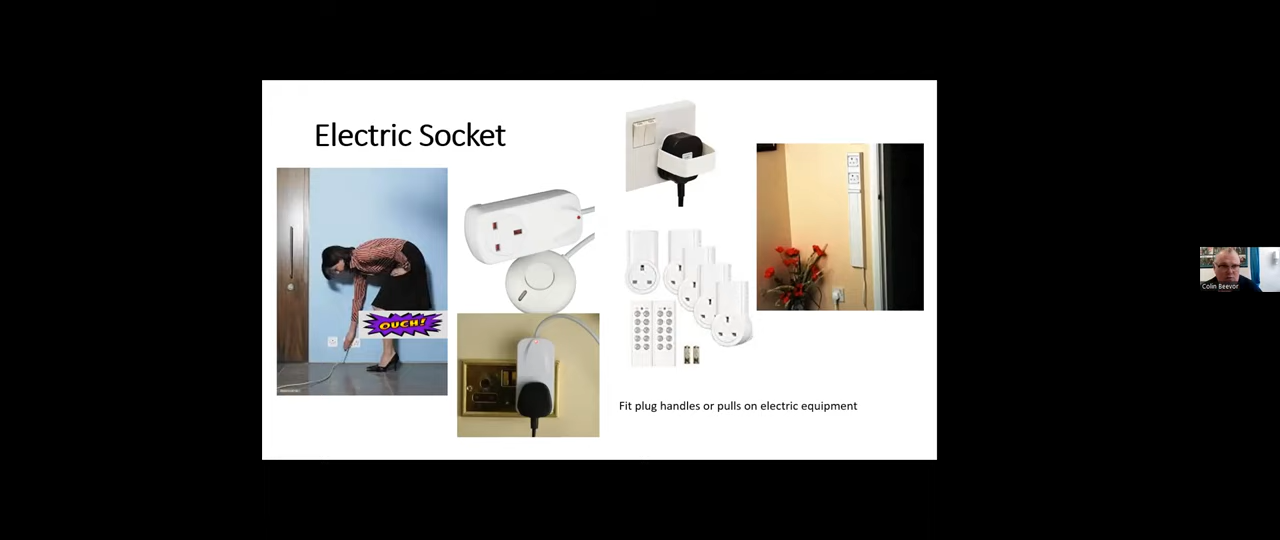 Electric Socket
OUCH!
Fit plug handles or pulls on electric equipment
Colin Beevor